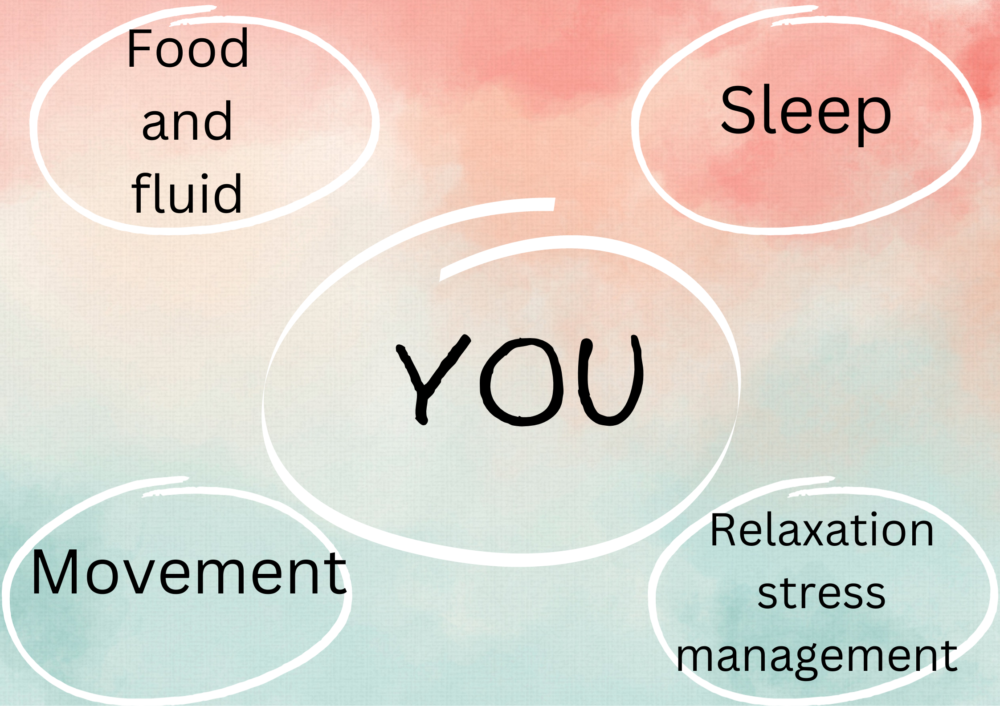 Food
and
fluid
Sleep
YOU
Movement
Relaxation
stress
management